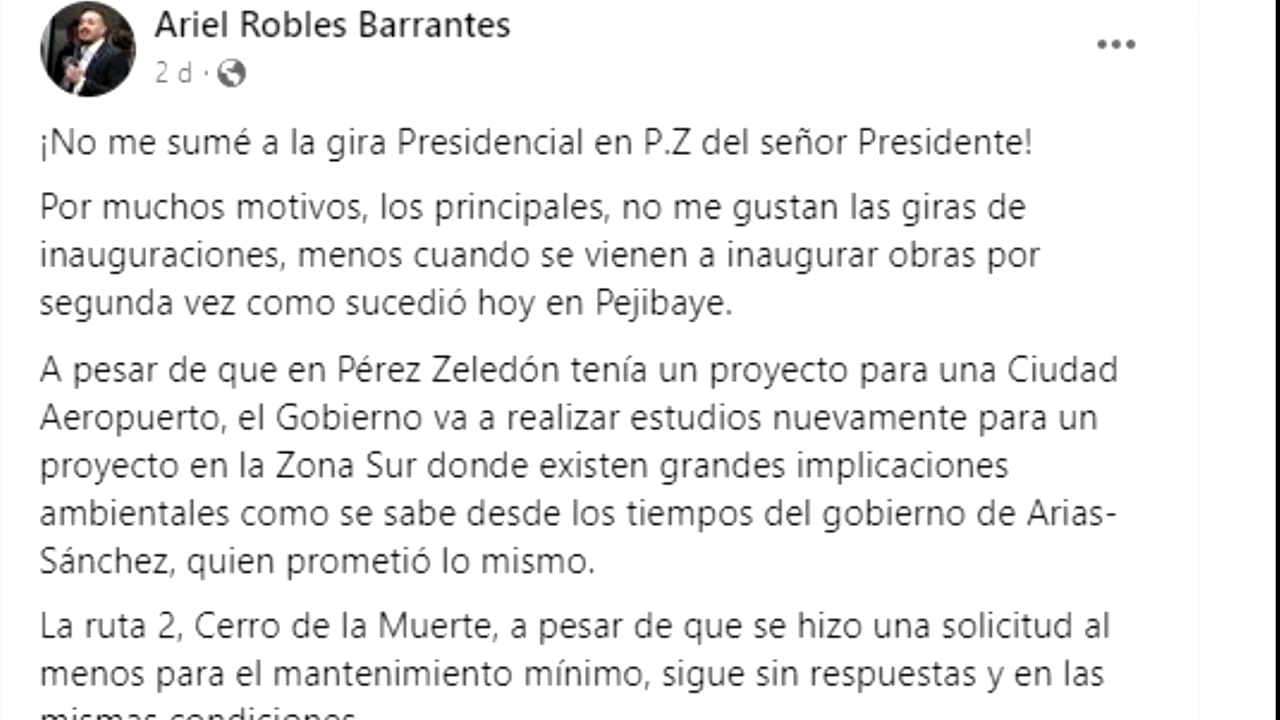 Ariel Robles Barrantes
2 d ·
¡No me sumé a la gira Presidencial en P.Z del señor Presidente!
Por muchos motivos, los principales, no me gustan las giras de
inauguraciones, menos cuando se vienen a inaugurar obras por
segunda vez como sucedió hoy en Pejibaye.
A pesar de que en Pérez Zeledón tenía un proyecto para una Ciudad
Aeropuerto, el Gobierno va a realizar estudios nuevamente para un
proyecto en la Zona Sur donde existen grandes implicaciones
ambientales como se sabe desde los tiempos del gobierno de Arias-
Sánchez, quien prometió lo mismo.
La ruta 2, Cerro de la Muerte, a pesar de que se hizo una solicitud al
menos para el mantenimiento mínimo, sigue sin respuestas y en las
mismas condiciones